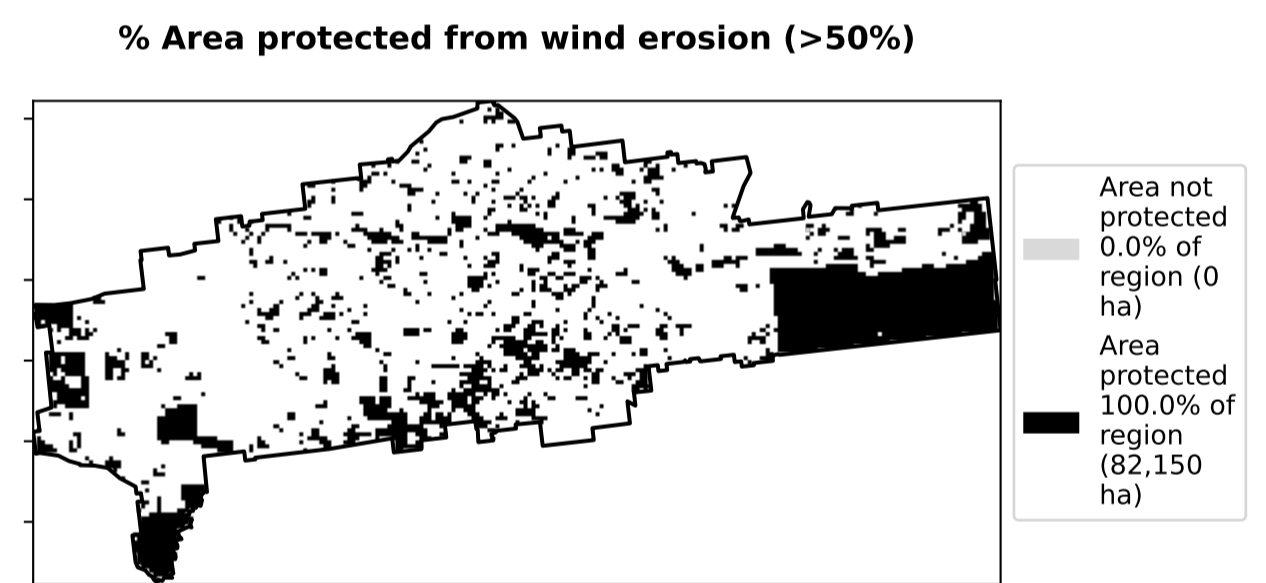 % Area protected from wind erosion (>50%)
Area not
protected
0.0% of
region (0
ha)
Area
protected
100.0% of
region
(82,150
ha)